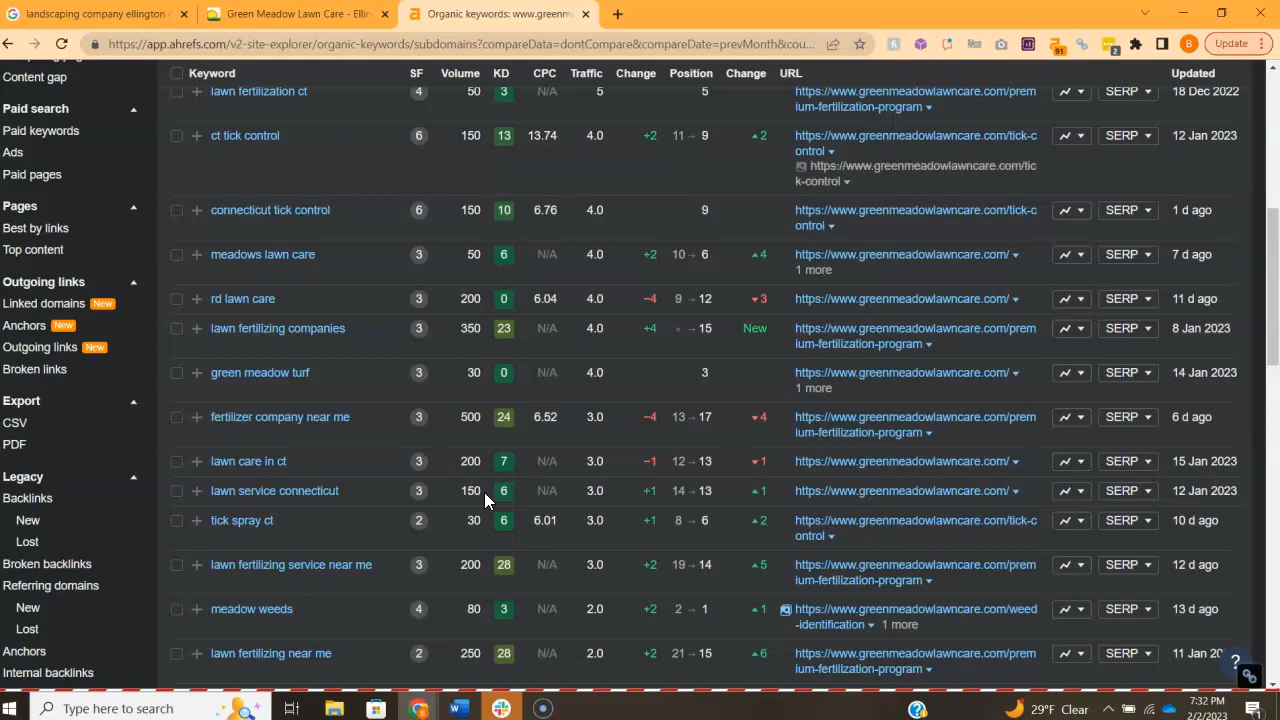 landscaping company ellington c
Green Meadow Lawn Care - Ellin
Organic keywords: www.greenm
https://app.ahrefs.com/v2-site-explorer/organic-keywords/subdomains?compareData=dontCompare&compareDate=prevMonth&cou...
91
2
B
Update
Content gap
Paid search
Paid keywords
Ads
Paid pages
Pages
Best by links
Top content
Outgoing links
Linked domains New
Anchors New
Outgoing links New
Broken links
Export
CSV
PDF
Legacy
Backlinks
New
Lost
Broken backlinks
Referring domains
New
Lost
Anchors
Internal backlinks
Keyword SF Volume KD CPC Traffic Change Position Change URL Updated
lawn fertilization ct 4 50 3 N/A 5 5 https://www.greenmeadowlawncare.com/prem SERP 18 Dec 2022
ium-fertilization-program
ct tick control 6 150 13 13.74 4.0 +2 11 → 9 2 https://www.greenmeadowlawncare.com/tick-c SERP 12 Jan 2023
ontrol
https://www.greenmeadowlawncare.com/tic
k-control
connecticut tick control 6 150 10 6.76 4.0 9 https://www.greenmeadowlawncare.com/tick-c SERP 1 d ago
ontrol
meadows lawn care 3 50 6 N/A 4.0 +2 10 → 6 4 https://www.greenmeadowlawncare.com/ SERP 7 d ago
1 more
rd lawn care 3 200 0 6.04 4.0 −4 9 → 12 3 https://www.greenmeadowlawncare.com/ SERP 11 d ago
lawn fertilizing companies 3 350 23 N/A 4.0 +4 → 15 New https://www.greenmeadowlawncare.com/prem SERP 8 Jan 2023
ium-fertilization-program
green meadow turf 3 30 0 N/A 4.0 3 https://www.greenmeadowlawncare.com/ SERP 14 Jan 2023
1 more
fertilizer company near me 3 500 24 6.52 3.0 −4 13 → 17 4 https://www.greenmeadowlawncare.com/prem SERP 6 d ago
ium-fertilization-program
lawn care in ct 3 200 7 N/A 3.0 −1 12 → 13 1 https://www.greenmeadowlawncare.com/ SERP 15 Jan 2023
lawn service connecticut 3 150 6 N/A 3.0 +1 14 → 13 1 https://www.greenmeadowlawncare.com/ SERP 12 Jan 2023
tick spray ct 2 30 6 6.01 3.0 +1 8 → 6 2 https://www.greenmeadowlawncare.com/tick-c SERP 10 d ago
ontrol
lawn fertilizing service near me 3 200 28 N/A 3.0 +2 19 → 14 5 https://www.greenmeadowlawncare.com/prem SERP 12 d ago
ium-fertilization-program
meadow weeds 4 80 3 N/A 2.0 +2 2 → 1 1 https://www.greenmeadowlawncare.com/weed SERP 13 d ago
-identification 1 more
lawn fertilizing near me 2 250 28 N/A 2.0 +2 21 → 15 6 https://www.greenmeadowlawncare.com/prem SERP 11 Jan 20
ium-fertilization-program
?
Type here to search
29°F Clear
7:32 PM
2/2/2023